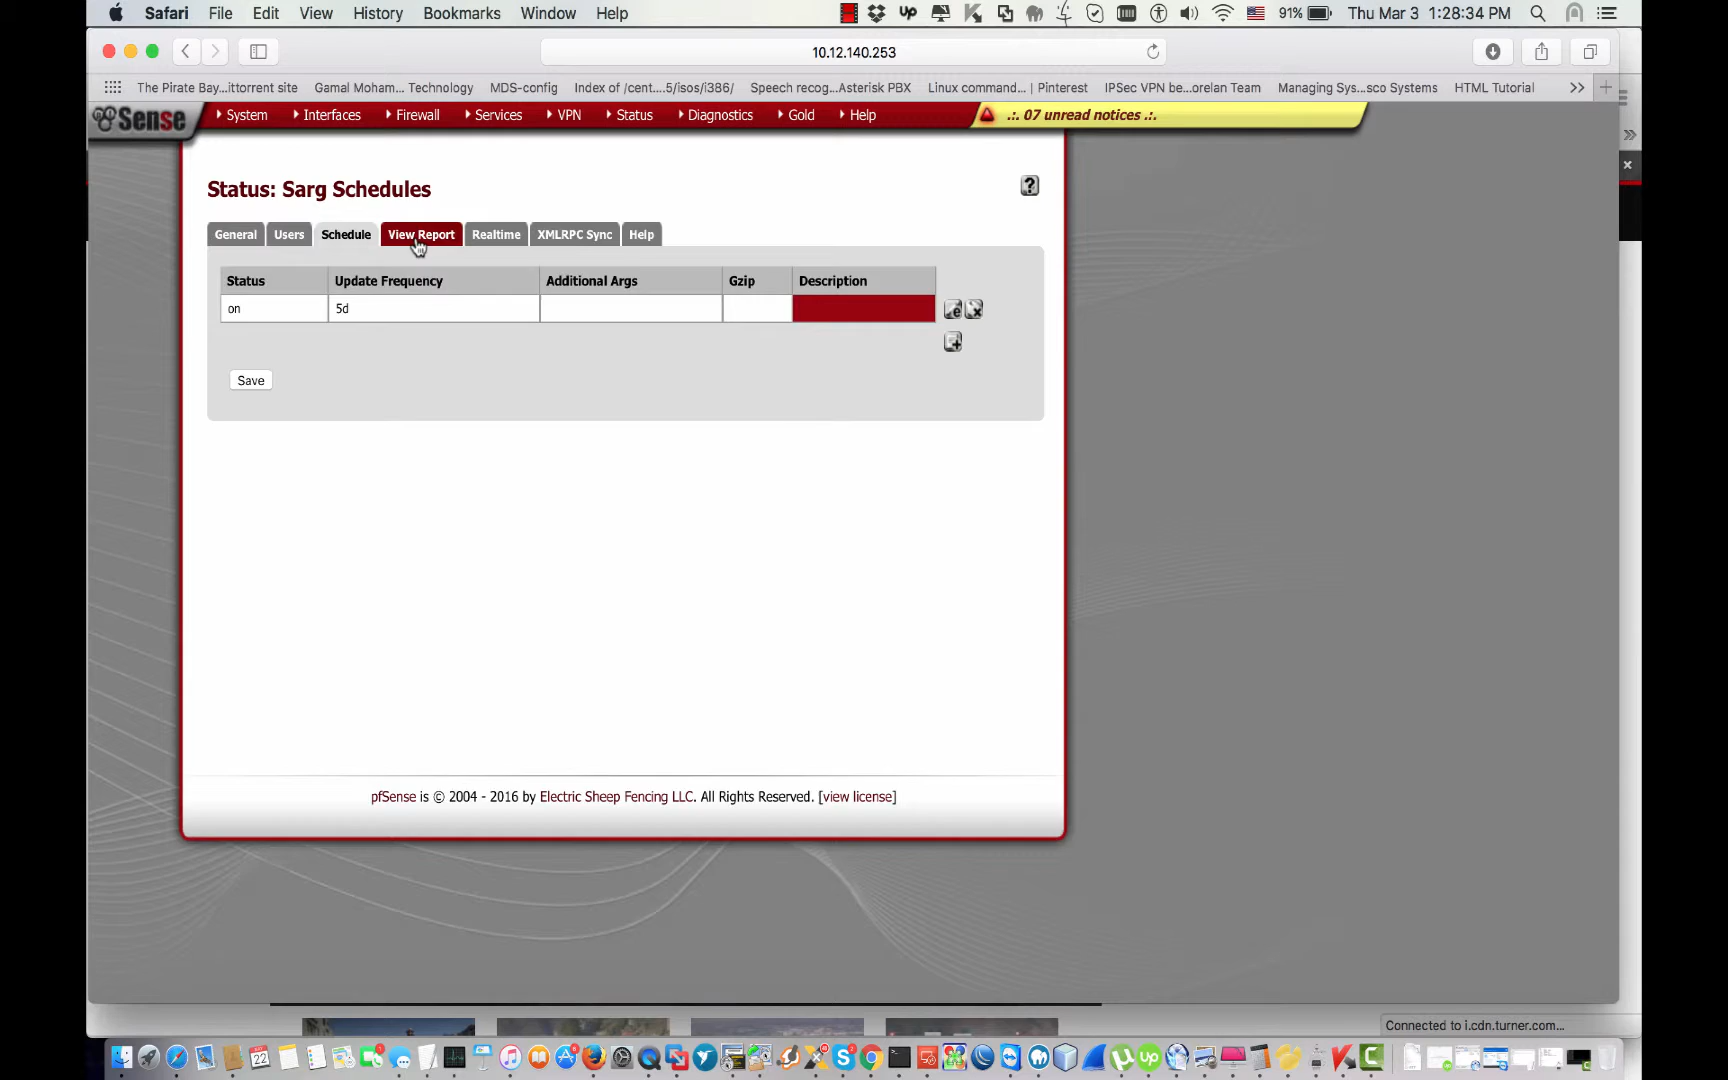 Safari File Edit View History Bookmarks Window Help
up 91% Thu Mar 3 1:28:34 PM
10.12.140.253
The Pirate Bay...ittorrent site Gamal Moham... Technology MDS-config Index of /cent....5/isos/i386/ Speech recog...Asterisk PBX Linux command... | Pinterest IPSec VPN be...orelan Team Managing Sys...sco Systems HTML Tutorial >> +
Sense System Interfaces Firewall Services VPN Status Diagnostics Gold Help .:. 07 unread notices .:.
Status: Sarg Schedules ?
General Users Schedule View Report Realtime XMLRPC Sync Help
Status Update Frequency Additional Args Gzip Description
on 5d
Save
pfSense is © 2004 - 2016 by Electric Sheep Fencing LLC. All Rights Reserved. [view license]
Connected to i.cdn.turner.com...
22
up